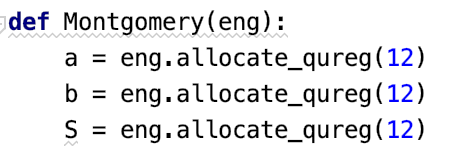 def Montgomery(eng):
    a = eng.allocate_qureg(12)
    b = eng.allocate_qureg(12)
    S = eng.allocate_qureg(12)